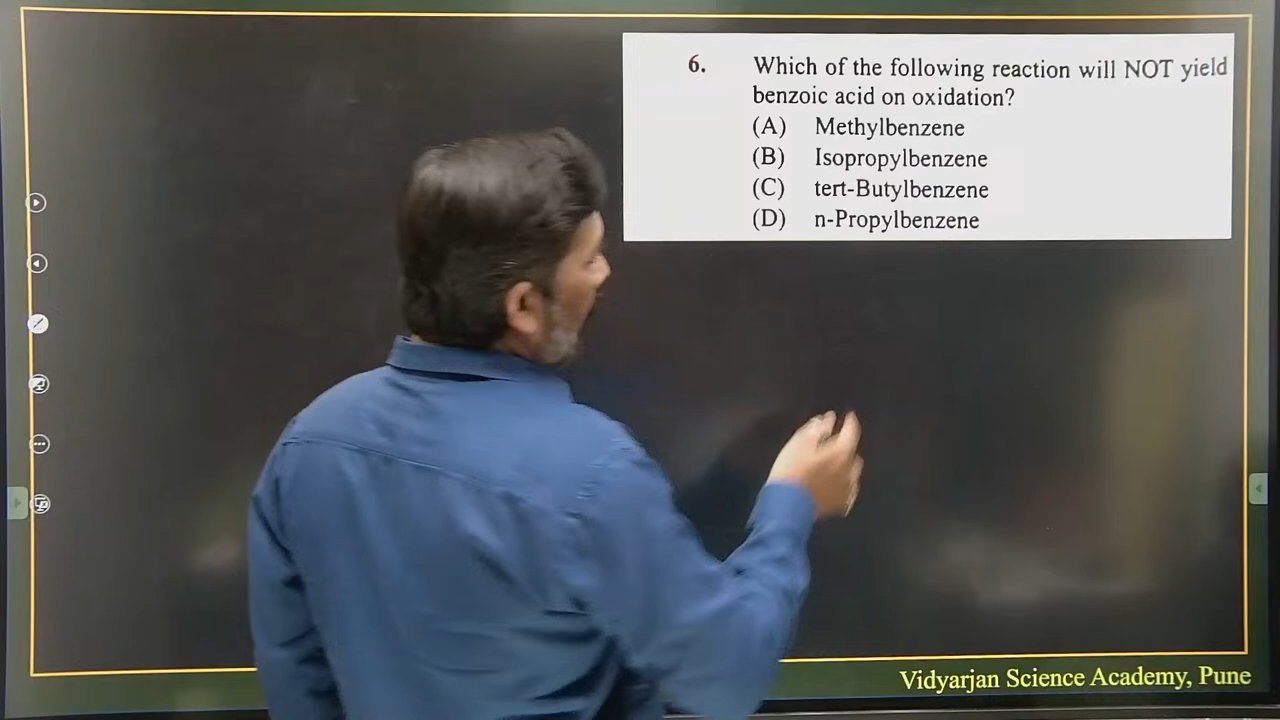 6. Which of the following reaction will NOT yield
benzoic acid on oxidation?
(A) Methylbenzene
(B) Isopropylbenzene
(C) tert-Butylbenzene
(D) n-Propylbenzene
Vidyarjan Science Academy, Pune